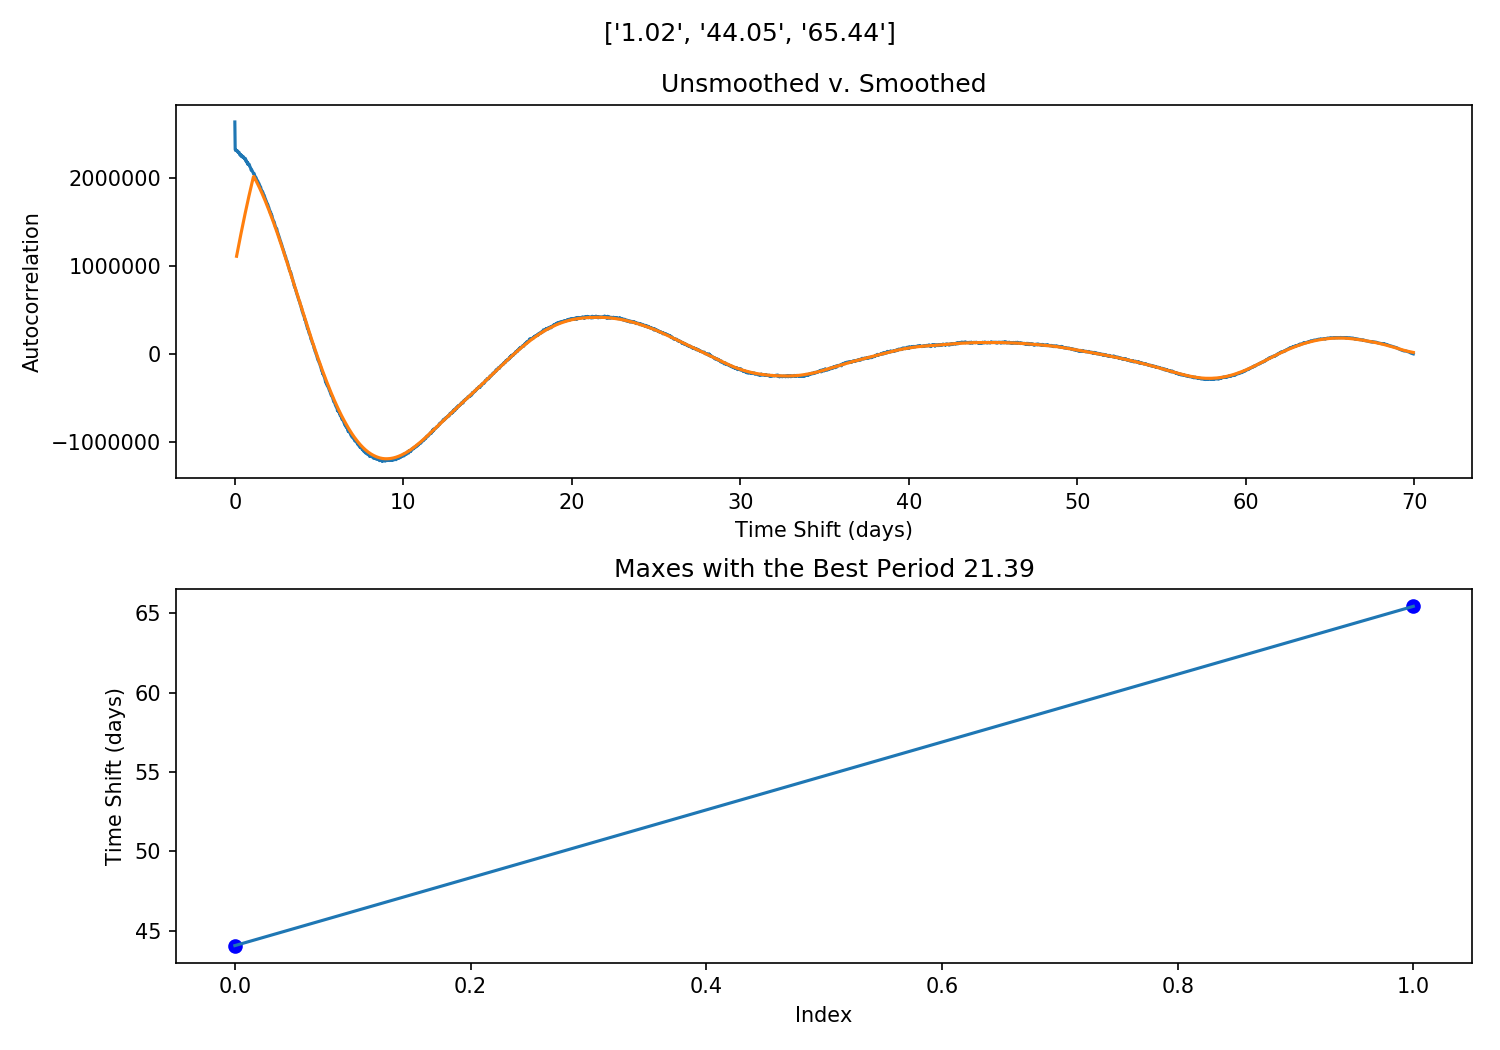 ['1.02', '44.05', '65.44']
Unsmoothed v. Smoothed
Autocorrelation
2000000
1000000
0
−1000000
0 10 20 30 40 50 60 70
Time Shift (days)
Maxes with the Best Period 21.39
Time Shift (days)
65
60
55
50
45
0.0 0.2 0.4 0.6 0.8 1.0
Index